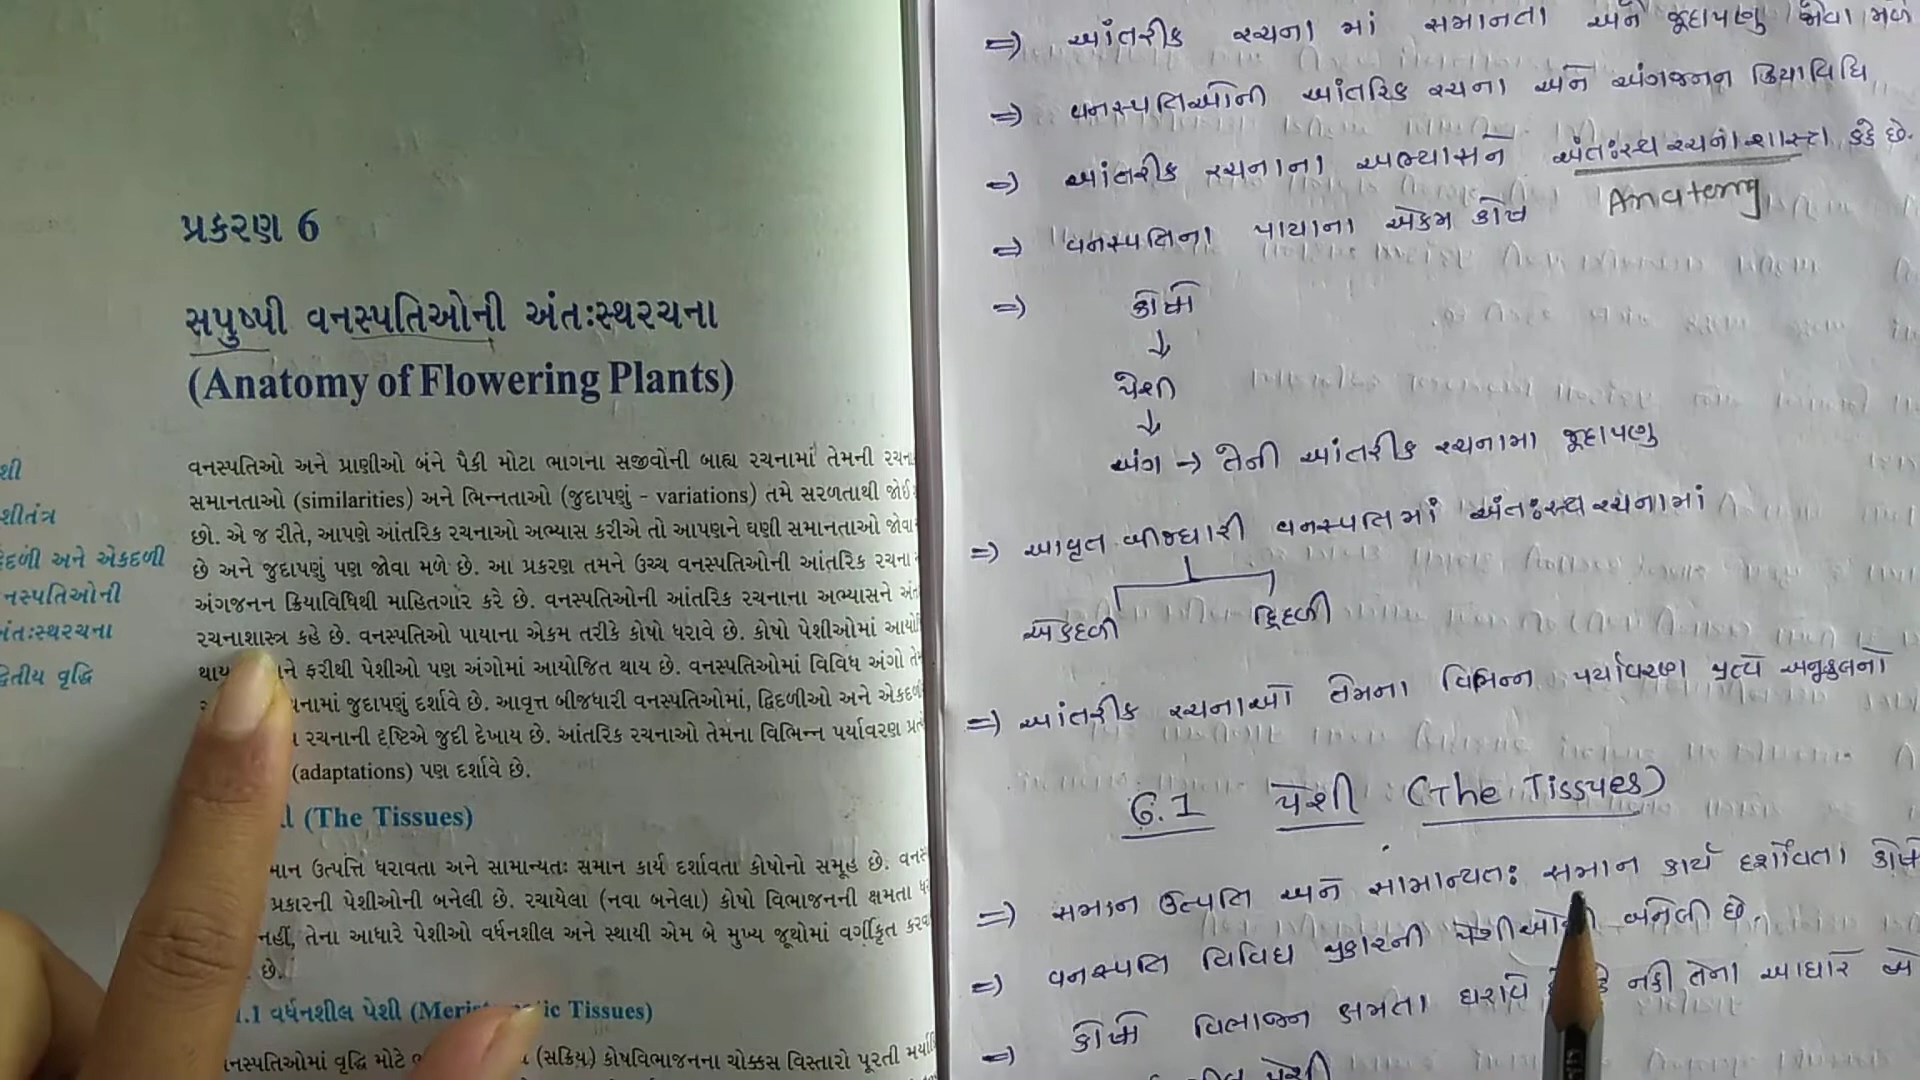 શી
શીતંત્ર
દ્વિદળી અને એકદળી
નસ્પતિઓની
અંતઃસ્થરચના
દ્વિતીય વૃદ્ધિ
પ્રકરણ 6
સપુષ્પી વનસ્પતિઓની અંતઃસ્થરચના
(Anatomy of Flowering Plants)
વનસ્પતિઓ અને પ્રાણીઓ બંને પૈકી મોટા ભાગના સજીવોની બાહ્ય રચનામાં તેમની રચના
સમાનતાઓ (similarities) અને ભિન્નતાઓ (જુદાપણું - variations) તમે સરળતાથી જોઈ
છો. એ જ રીતે, આપણે આંતરિક રચનાઓ અભ્યાસ કરીએ તો આપણને ઘણી સમાનતાઓ જોવા
છે અને જુદાપણું પણ જોવા મળે છે. આ પ્રકરણ તમને ઉચ્ચ વનસ્પતિઓની આંતરિક રચના
અંગજનન ક્રિયાવિધિથી માહિતગાર કરે છે. વનસ્પતિઓની આંતરિક રચનાના અભ્યાસને
રચનાશાસ્ત્ર કહે છે. વનસ્પતિઓ પાયાના એકમ તરીકે કોષો ધરાવે છે. કોષો પેશીઓમાં
થાય ને ફરીથી પેશીઓ પણ અંગોમાં આયોજિત થાય છે. વનસ્પતિઓમાં વિવિધ અંગો
નામાં જુદાપણું દર્શાવે છે. આવૃત્ત બીજધારી વનસ્પતિઓમાં, દ્વિદળીઓ અને એકદળી
રચનાની દૃષ્ટિએ જુદી દેખાય છે. આંતરિક રચનાઓ તેમના વિભિન્ન પર્યાવરણ
(adaptations) પણ દર્શાવે છે.
(The Tissues)
માન ઉત્પત્તિ ધરાવતા અને સામાન્યતઃ સમાન કાર્ય દર્શાવતા કોષોનો સમૂહ છે.
પ્રકારની પેશીઓની બનેલી છે. રચાયેલા (નવા બનેલા) કોષો વિભાજનની ક્ષમતા
નહીં, તેના આધારે પેશીઓ વર્ધનશીલ અને સ્થાયી એમ બે મુખ્ય જૂથોમાં વર્ગીકૃત
છે.
.1 વર્ધનશીલ પેશી (Meris ic Tissues)
નસ્પતિઓમાં વૃદ્ધિ મોટે (સક્રિય) કોષવિભાજનના ચોક્કસ વિસ્તારો પૂરતી
⇒ આંતરીક રચના માં સમાનતા અને જૂદાપણુ જોવા મળે
⇒ વનસ્પતિઓની આંતરિક રચના અને અંગજનન ક્રિયાવિધિ
⇒ આંતરીક રચનાના અભ્યાસને અંતઃસ્થ રચનાશાસ્ત્ર કહે છે.
Anatomy
⇒ વનસ્પતિના પાયાના એકમ કોષ
⇒ કોષો
↓
પેશી
↓
અંગ → તેની આંતરીક રચનામા જૂદાપણુ
⇒ આવૃત બીજધારી વનસ્પતિમાં અંતઃસ્થ રચનામાં
એકદળી દ્વિદળી
⇒ આંતરીક રચનાઓ તેમના વિભિન્ન પર્યાવરણ પ્રત્યે અનૂકુલનો
6.1 પેશી (The Tissues)
⇒ સમાન ઉત્પતિ અને સામાન્યતઃ સમાન કાર્ય દર્શાવતા
⇒ વનસ્પતિ વિવિધ પ્રકારની પેશીઓની બનેલી છે.
⇒ કોષો વિભાજન ક્ષમતા ધરાવે છે કે નહી તેના આધારે
પેશી